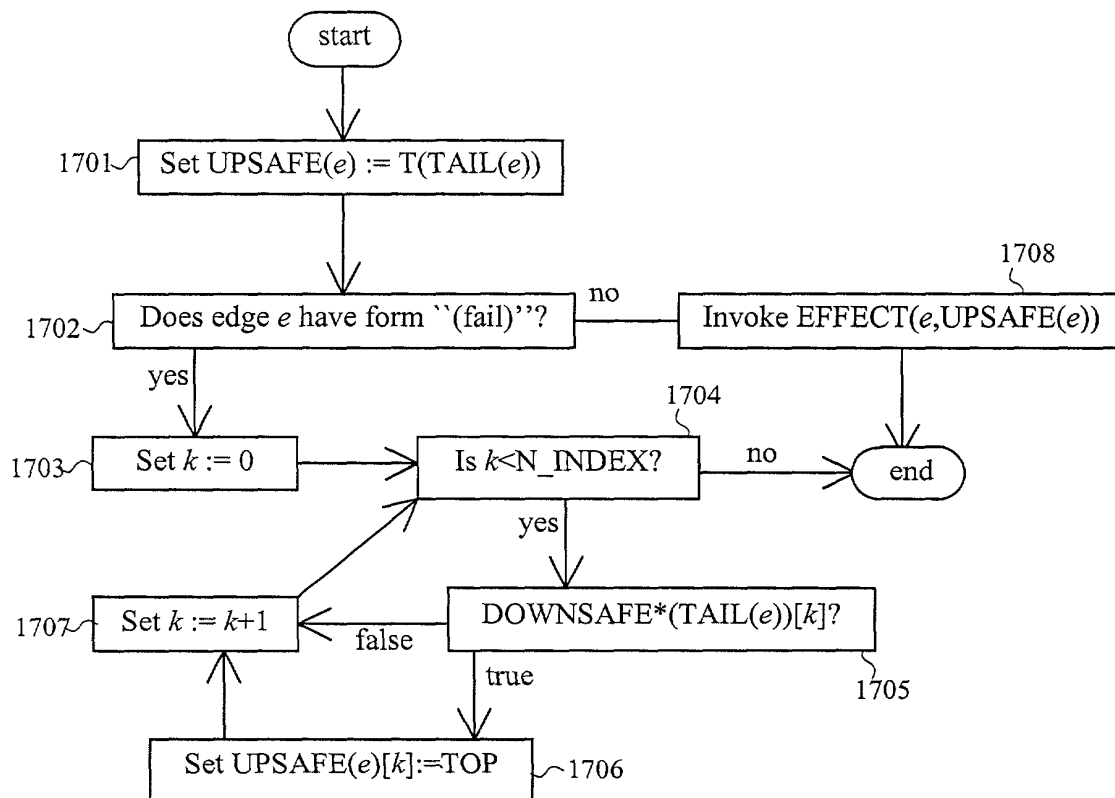 start
1701
Set UPSAFE(e) := T(TAIL(e))
1708
1702
Does edge e have form ``(fail)''?
no
Invoke EFFECT(e,UPSAFE(e))
yes
1704
1703
Set k := 0
Is k<N_INDEX?
no
end
yes
1707
Set k := k+1
false
DOWNSAFE*(TAIL(e))[k]?
true
1705
Set UPSAFE(e)[k]:=TOP
1706